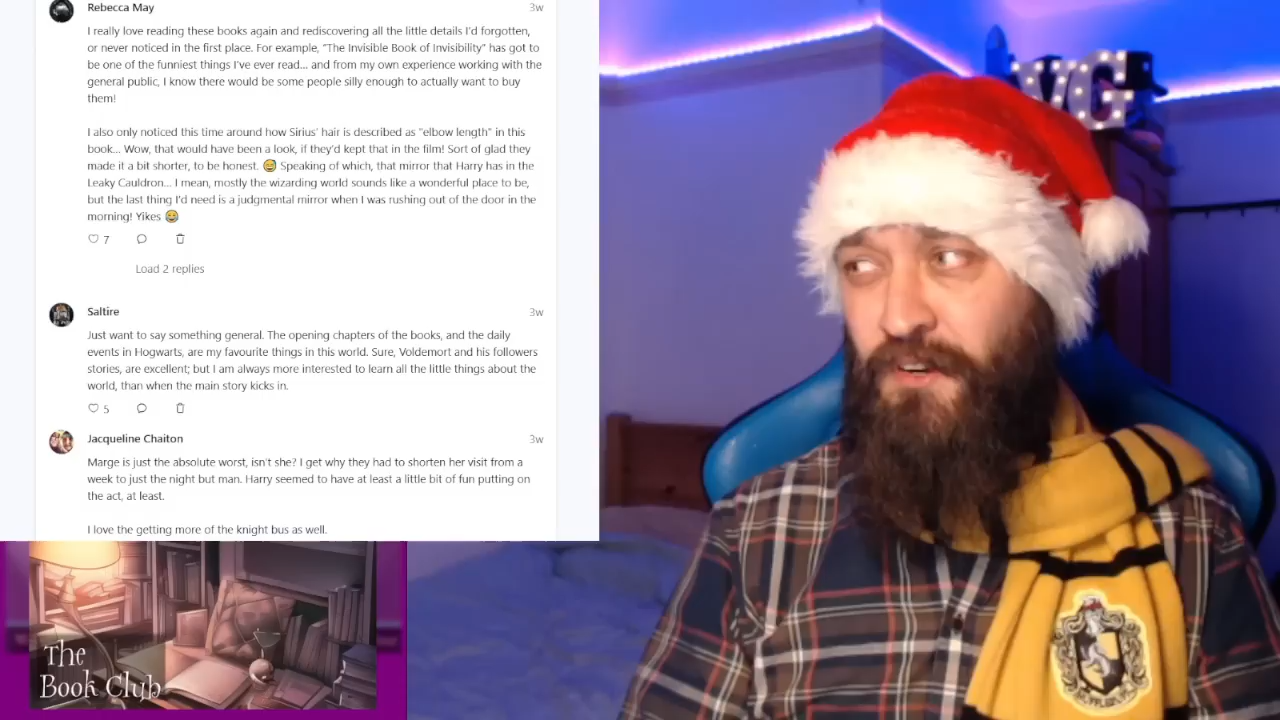 Rebecca May
3w
I really love reading these books again and rediscovering all the little details I'd forgotten,
or never noticed in the first place. For example, "The Invisible Book of Invisibility" has got to
be one of the funniest things I've ever read... and from my own experience working with the
general public, I know there would be some people silly enough to actually want to buy
them!
I also only noticed this time around how Sirius' hair is described as "elbow length" in this
book... Wow, that would have been a look, if they'd kept that in the film! Sort of glad they
made it a bit shorter, to be honest. 😅 Speaking of which, that mirror that Harry has in the
Leaky Cauldron... I mean, mostly the wizarding world sounds like a wonderful place to be,
but the last thing I'd need is a judgmental mirror when I was rushing out of the door in the
morning! Yikes 😂
7
Load 2 replies
Saltire
3w
Just want to say something general. The opening chapters of the books, and the daily
events in Hogwarts, are my favourite things in this world. Sure, Voldemort and his followers
stories, are excellent; but I am always more interested to learn all the little things about the
world, than when the main story kicks in.
5
Jacqueline Chaiton
3w
Marge is just the absolute worst, isn't she? I get why they had to shorten her visit from a
week to just the night but man. Harry seemed to have at least a little bit of fun putting on
the act, at least.
I love the getting more of the knight bus as well.
The
Book Club
VG